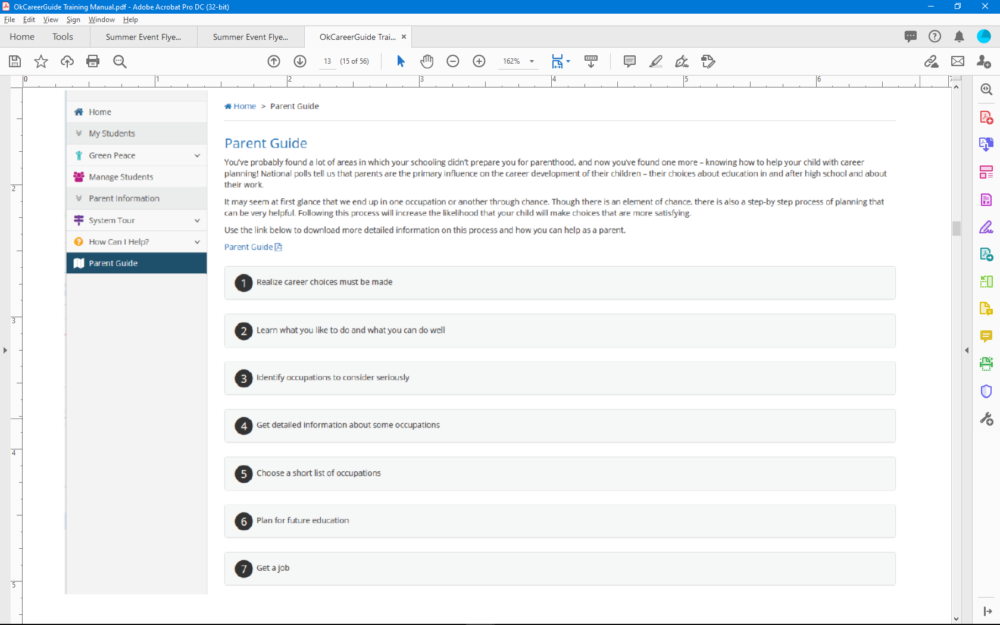 OkCareerGuide Training Manual.pdf - Adobe Acrobat Pro DC (32-bit)
File Edit View Sign Window Help
Home Tools Summer Event Flye... Summer Event Flye... OkCareerGuide Trai... ×
13 (15 of 56) 162%
0 1 2 3 4 5 6 7
2
3
4
5
Home
My Students
Green Peace
Manage Students
Parent Information
System Tour
How Can I Help?
Parent Guide
Home > Parent Guide
Parent Guide
You've probably found a lot of areas in which your schooling didn't prepare you for parenthood, and now you've found one more – knowing how to help your child with career
planning! National polls tell us that parents are the primary influence on the career development of their children – their choices about education in and after high school and about
their work.
It may seem at first glance that we end up in one occupation or another through chance. Though there is an element of chance, there is also a step-by step process of planning that
can be very helpful. Following this process will increase the likelihood that your child will make choices that are more satisfying.
Use the link below to download more detailed information on this process and how you can help as a parent.
Parent Guide
1 Realize career choices must be made
2 Learn what you like to do and what you can do well
3 Identify occupations to consider seriously
4 Get detailed information about some occupations
5 Choose a short list of occupations
6 Plan for future education
7 Get a job